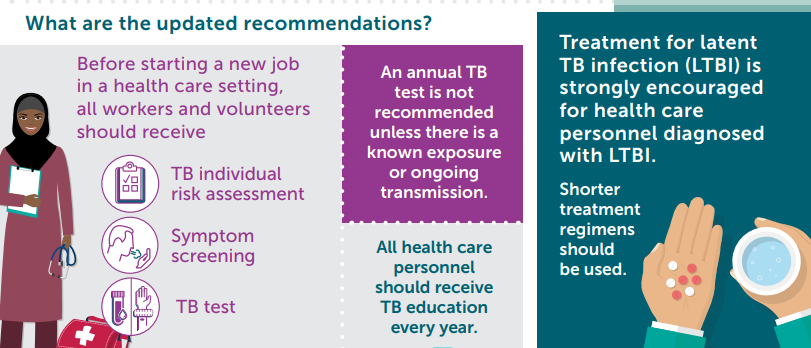 What are the updated recommendations?
Before starting a new job
in a health care setting,
all workers and volunteers
should receive
TB individual
risk assessment
Symptom
screening
TB test
An annual TB
test is not
recommended
unless there is a
known exposure
or ongoing
transmission.
All health care
personnel
should receive
TB education
every year.
Treatment for latent
TB infection (LTBI) is
strongly encouraged
for health care
personnel diagnosed
with LTBI.
Shorter
treatment
regimens
should
be used.